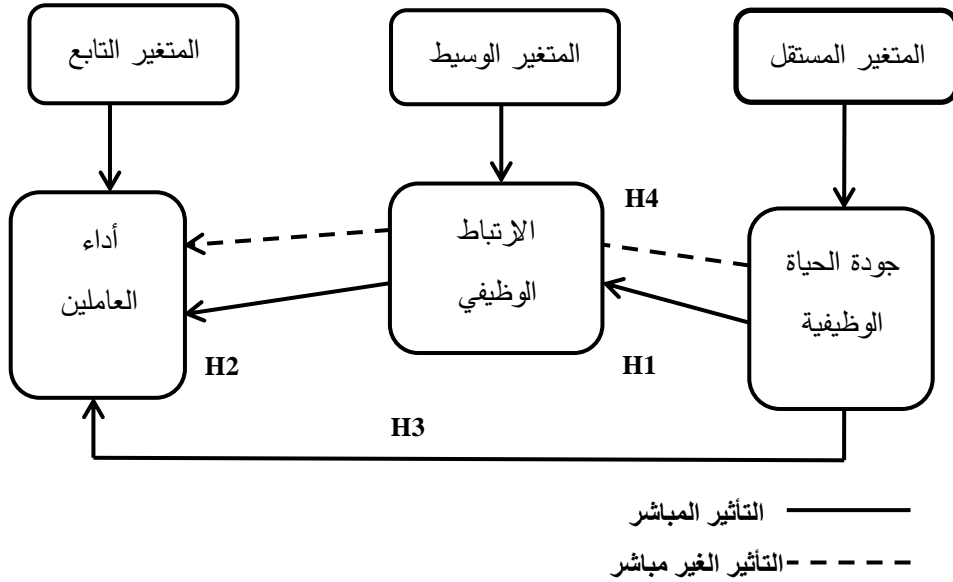 المتغير المستقل
المتغير الوسيط
المتغير التابع
جودة الحياة
الوظيفية
H4
الارتباط
الوظيفي
H1
أداء
العاملين
H2
H3
التأثير المباشر
التأثير الغير مباشر